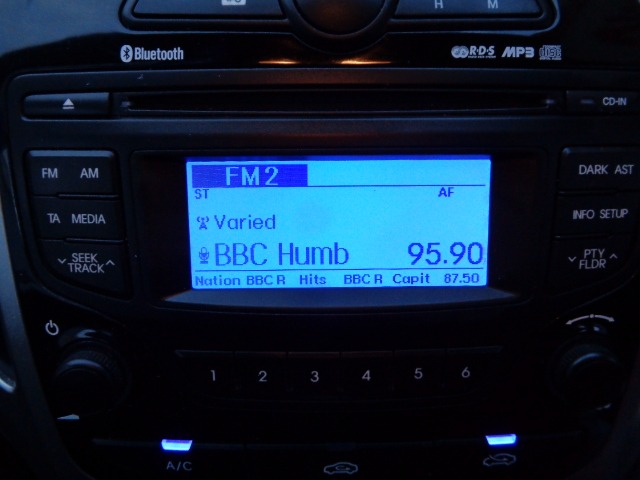 H M
Bluetooth
R·D·S MP3 disc
CD-IN
FM AM
TA MEDIA
SEEK
TRACK
FM2
ST AF
Varied
BBC Humb 95.90
Nation BBC R Hits BBC R Capit 87.50
DARK AST
INFO SETUP
PTY
FLDR
1 2 3 4 5 6
A/C